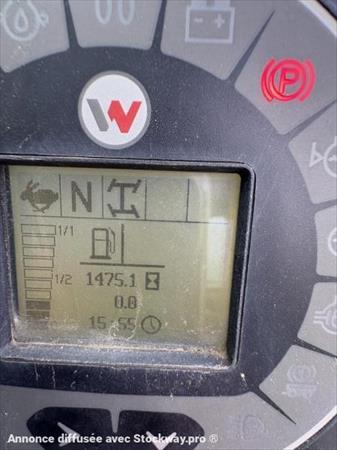 P
W
N
1/1
1/2
1475.1
0.0
15:55
Annonce diffusée avec Stockway.pro ®